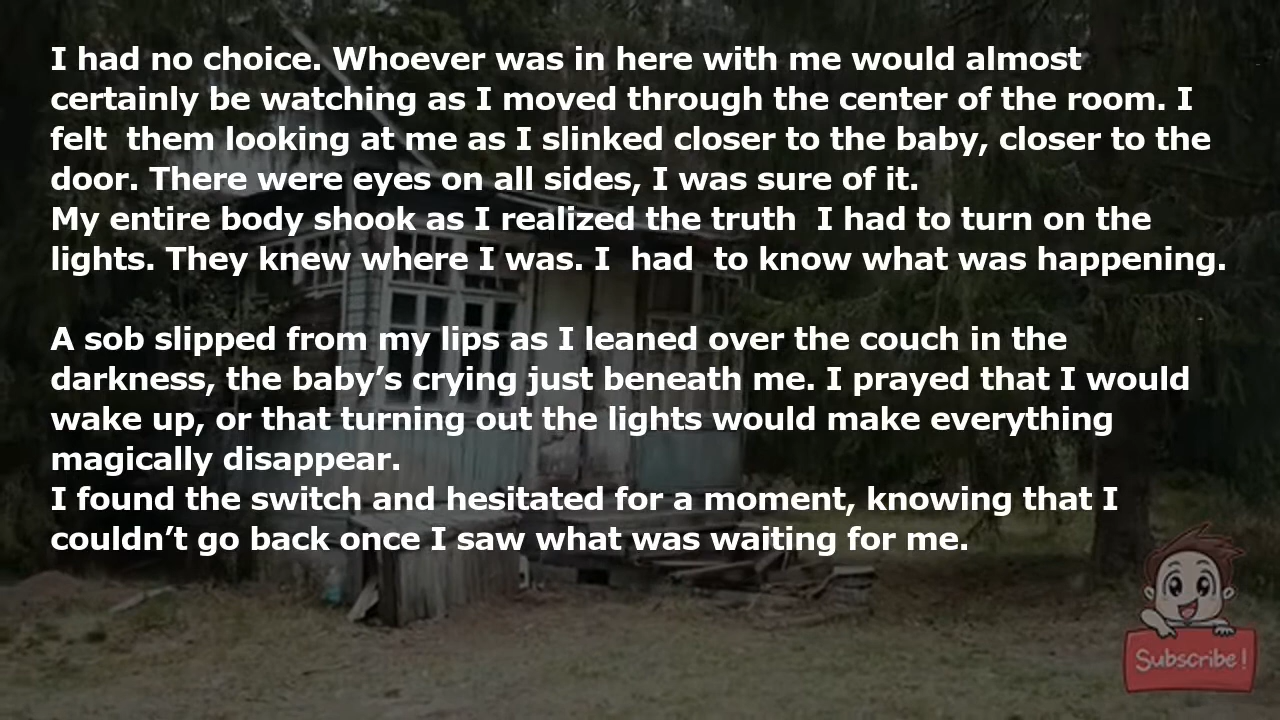 I had no choice. Whoever was in here with me would almost
certainly be watching as I moved through the center of the room. I
felt  them looking at me as I slinked closer to the baby, closer to the
door. There were eyes on all sides, I was sure of it.
My entire body shook as I realized the truth  I had to turn on the
lights. They knew where I was. I  had  to know what was happening.

A sob slipped from my lips as I leaned over the couch in the
darkness, the baby’s crying just beneath me. I prayed that I would
wake up, or that turning out the lights would make everything
magically disappear.
I found the switch and hesitated for a moment, knowing that I
couldn’t go back once I saw what was waiting for me.
Subscribe!